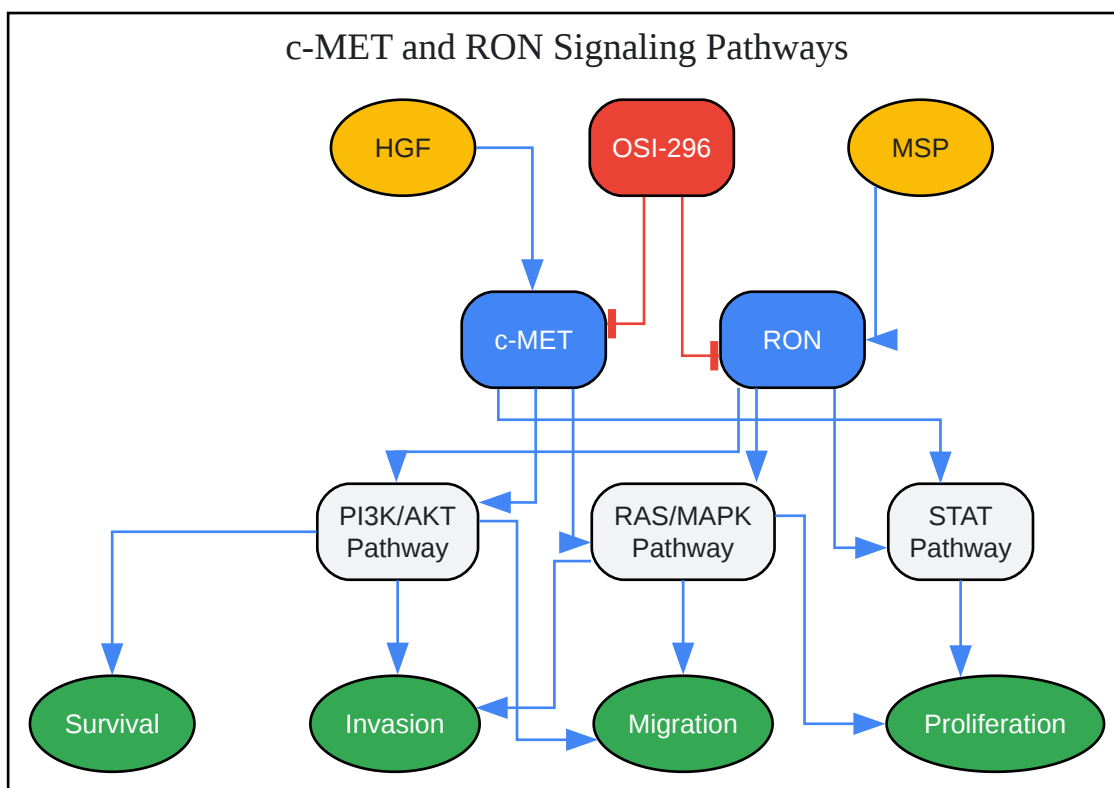 c-MET and RON Signaling Pathways
HGF
OSI-296
MSP
c-MET
RON
PI3K/AKT
Pathway
RAS/MAPK
Pathway
STAT
Pathway
Survival
Invasion
Migration
Proliferation